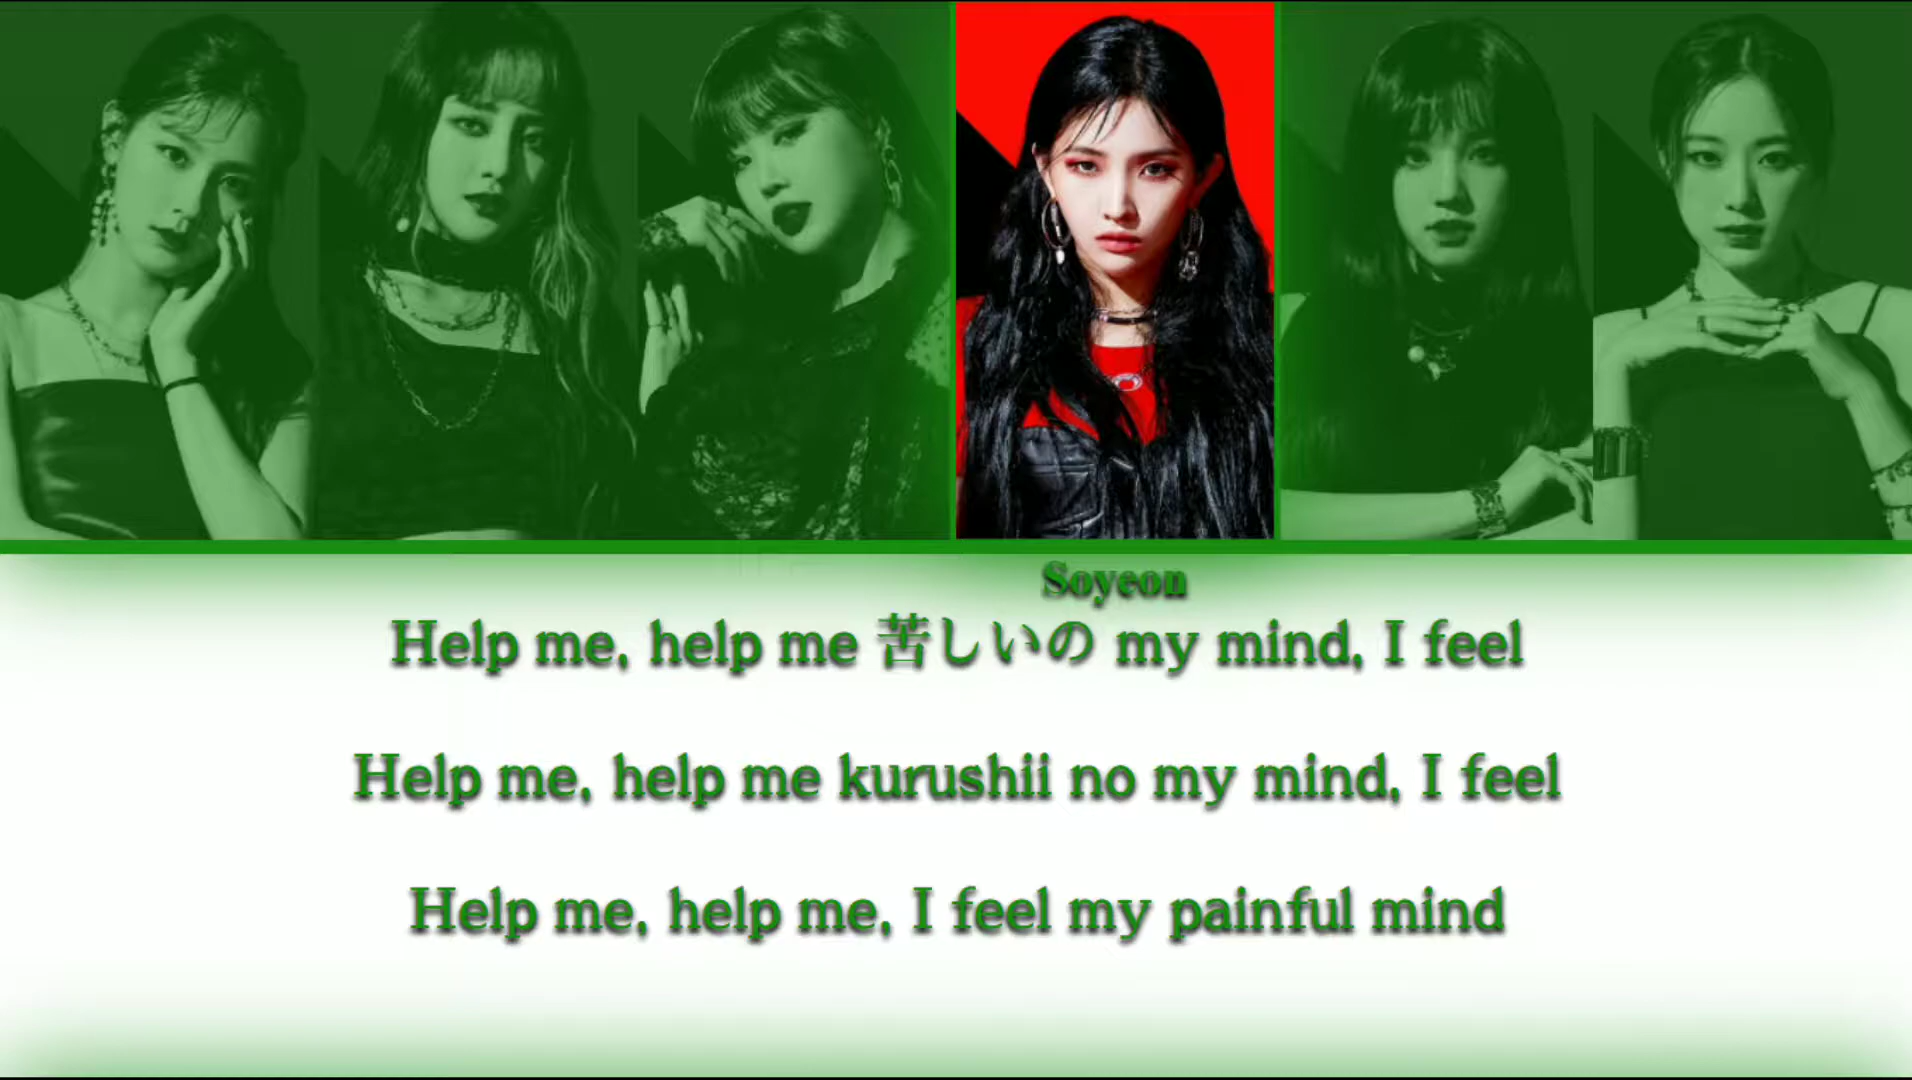 Soyeon
Help me, help me 苦しいの my mind, I feel
Help me, help me kurushii no my mind, I feel
Help me, help me, I feel my painful mind